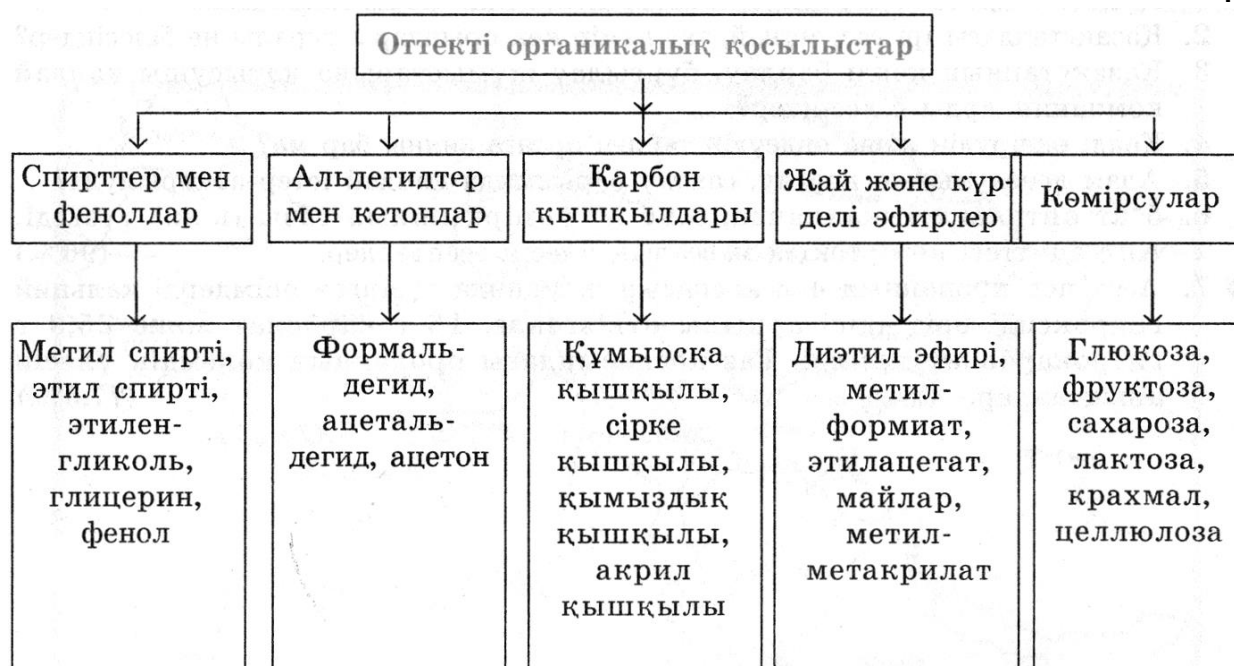 Оттекті органикалық қосылыстар
Спирттер мен
фенолдар
Альдегидтер
мен кетондар
Карбон
қышқылдары
Жай және күр-
делі эфирлер
Көмірсулар
Метил спирті,
этил спирті,
этилен-
гликоль,
глицерин,
фенол
Формаль-
дегид,
ацеталь-
дегид, ацетон
Құмырсқа
қышқылы,
сірке
қышқылы,
қымыздық
қышқылы,
акрил
қышқылы
Диэтил эфирі,
метил-
формиат,
этилацетат,
майлар,
метил-
метакрилат
Глюкоза,
фруктоза,
сахароза,
лактоза,
крахмал,
целлюлоза